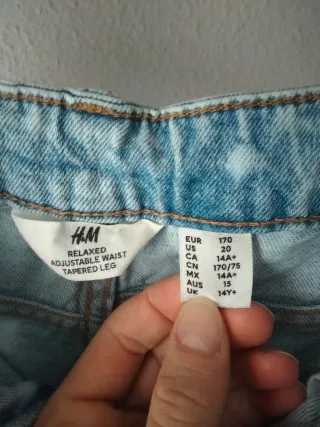 H&M
RELAXED
ADJUSTABLE WAIST
TAPERED LEG
EUR 170
US 20
CA 14A+
CN 170/75
MX 14A+
AUS 15
UK 14Y+